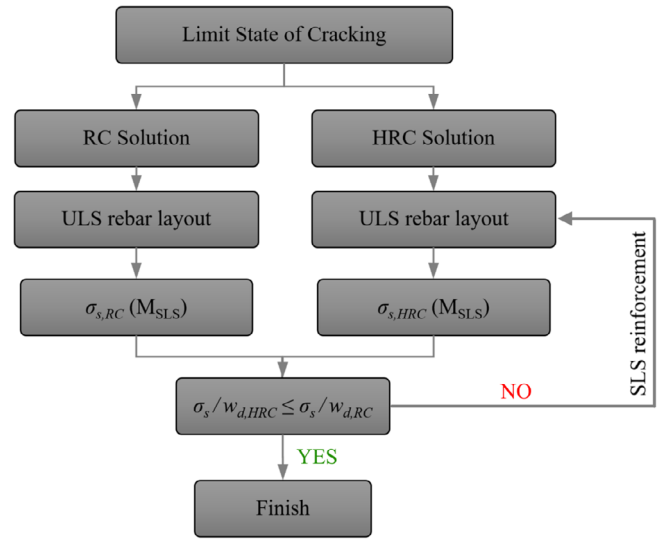 Limit State of Cracking
RC Solution
HRC Solution
ULS rebar layout
ULS rebar layout
σs,RC (MSLS)
σs,HRC (MSLS)
SLS reinforcement
σs / wd,HRC ≤ σs / wd,RC
NO
YES
Finish